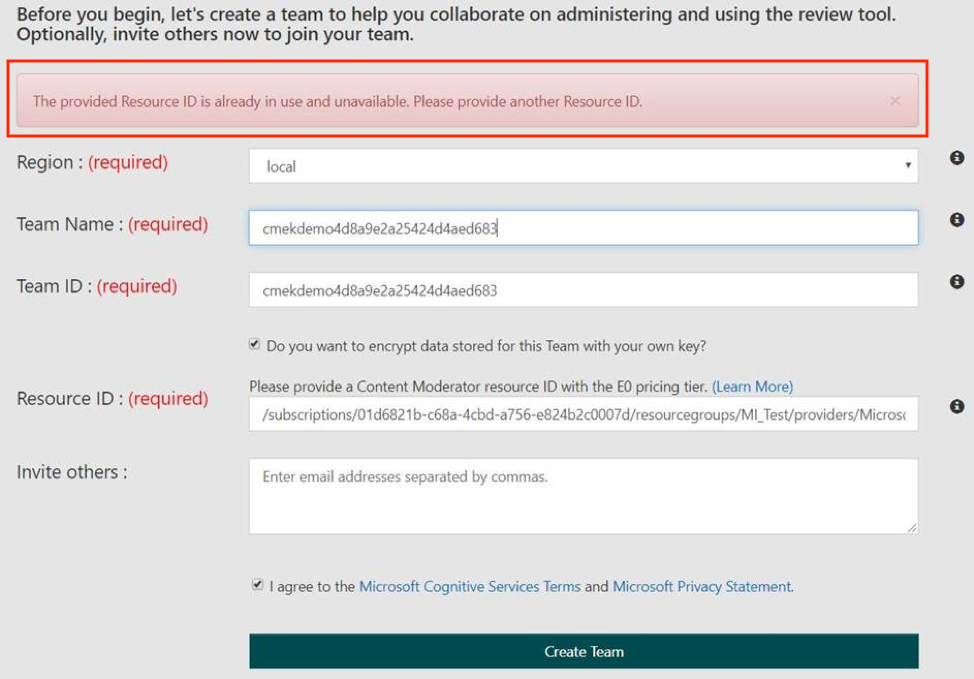 Before you begin, let's create a team to help you collaborate on administering and using the review tool.
Optionally, invite others now to join your team.
The provided Resource ID is already in use and unavailable. Please provide another Resource ID. ×
Region : (required) local
Team Name : (required) cmekdemo4d8a9e2a25424d4aed683
Team ID : (required) cmekdemo4d8a9e2a25424d4aed683
Do you want to encrypt data stored for this Team with your own key?
Please provide a Content Moderator resource ID with the E0 pricing tier. (Learn More)
Resource ID : (required) /subscriptions/01d6821b-c68a-4cbd-a756-e824b2c0007d/resourcegroups/MI_Test/providers/Microsc
Invite others : Enter email addresses separated by commas.
I agree to the Microsoft Cognitive Services Terms and Microsoft Privacy Statement.
Create Team